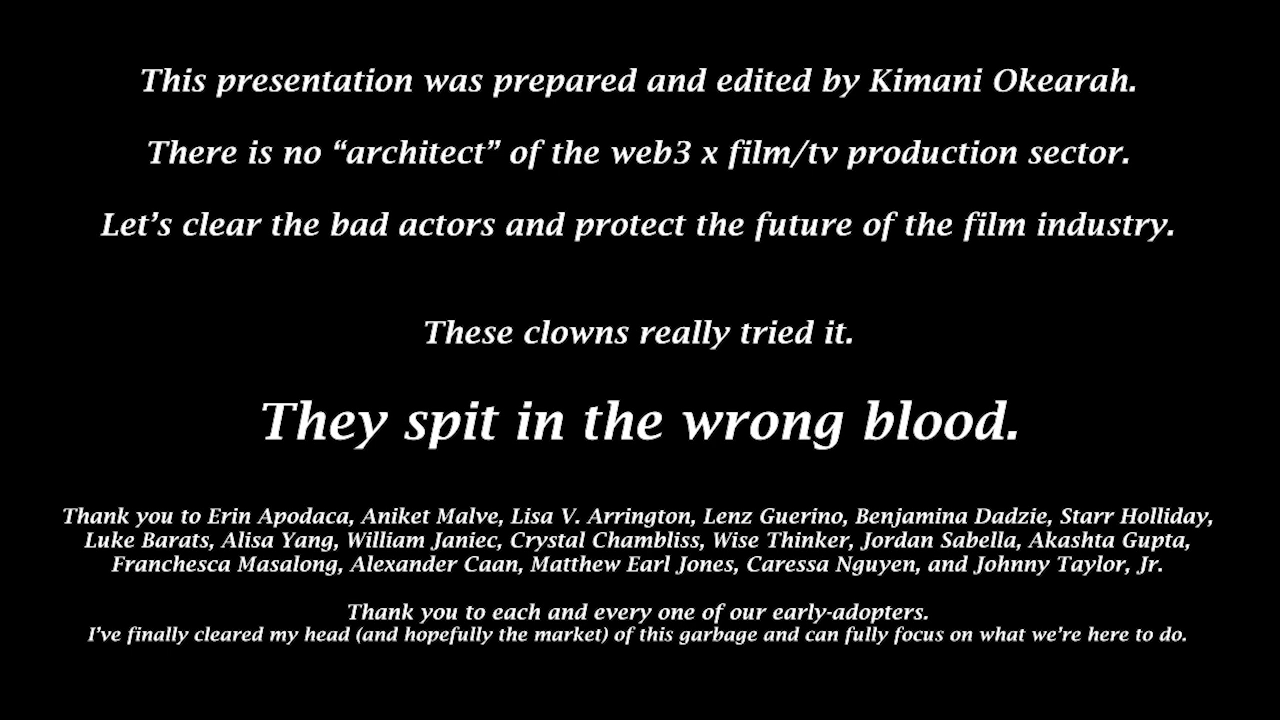 This presentation was prepared and edited by Kimani Okearah.
There is no “architect” of the web3 x film/tv production sector.
Let’s clear the bad actors and protect the future of the film industry.
These clowns really tried it.
They spit in the wrong blood.
Thank you to Erin Apodaca, Aniket Malve, Lisa V. Arrington, Lenz Guerino, Benjamina Dadzie, Starr Holliday,
Luke Barats, Alisa Yang, William Janiec, Crystal Chambliss, Wise Thinker, Jordan Sabella, Akashta Gupta,
Franchesca Masalong, Alexander Caan, Matthew Earl Jones, Caressa Nguyen, and Johnny Taylor, Jr.
Thank you to each and every one of our early-adopters.
I’ve finally cleared my head (and hopefully the market) of this garbage and can fully focus on what we’re here to do.